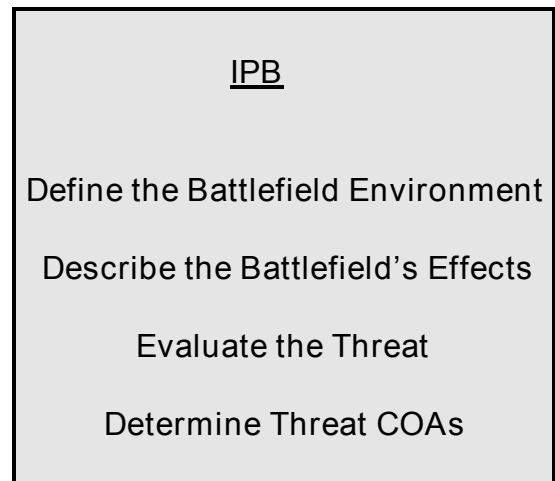 IPB
Define the Battlefield Environment
Describe the Battlefield’s Effects
Evaluate the Threat
Determine Threat COAs